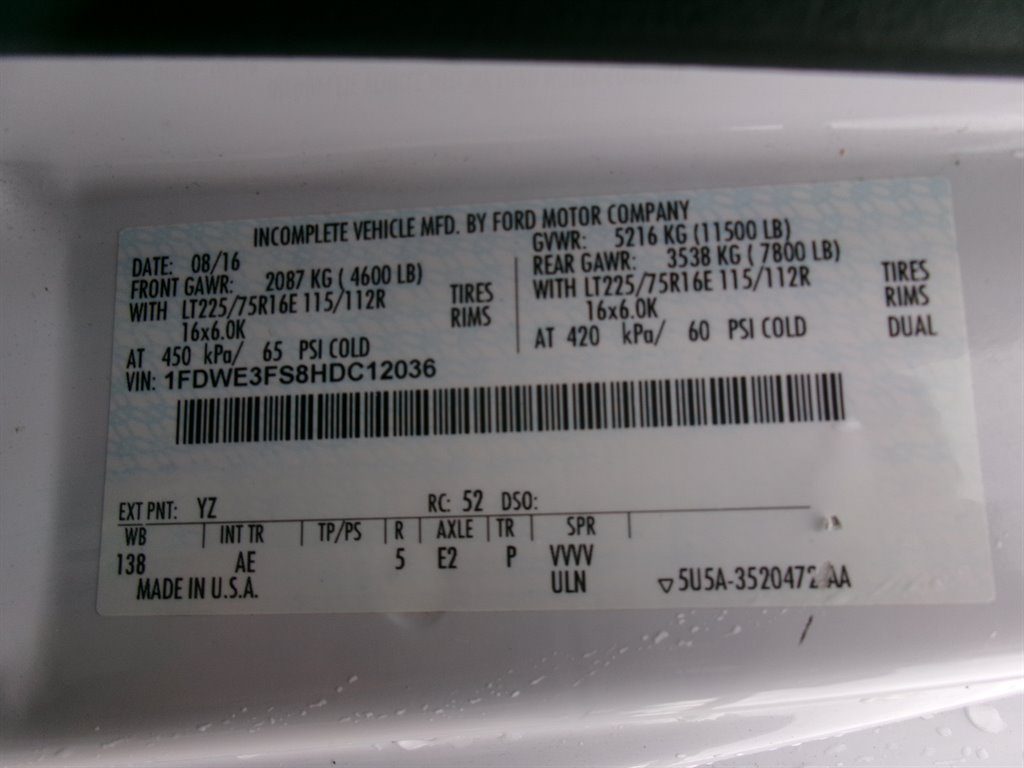 INCOMPLETE VEHICLE MFD. BY FORD MOTOR COMPANY
DATE: 08/16
GVWR: 5216 KG (11500 LB)
FRONT GAWR: 2087 KG ( 4600 LB)
REAR GAWR: 3538 KG ( 7800 LB)
WITH LT225/75R16E 115/112R TIRES
WITH LT225/75R16E 115/112R TIRES
16x6.0K RIMS
16x6.0K RIMS
AT 450 kPa/ 65 PSI COLD
AT 420 kPa/ 60 PSI COLD DUAL
VIN: 1FDWE3FS8HDC12036
EXT PNT: YZ RC: 52 DSO:
WB INT TR TP/PS R AXLE TR SPR
138 AE 5 E2 P VVVV
MADE IN U.S.A. ULN ▽5U5A-3520472 AA